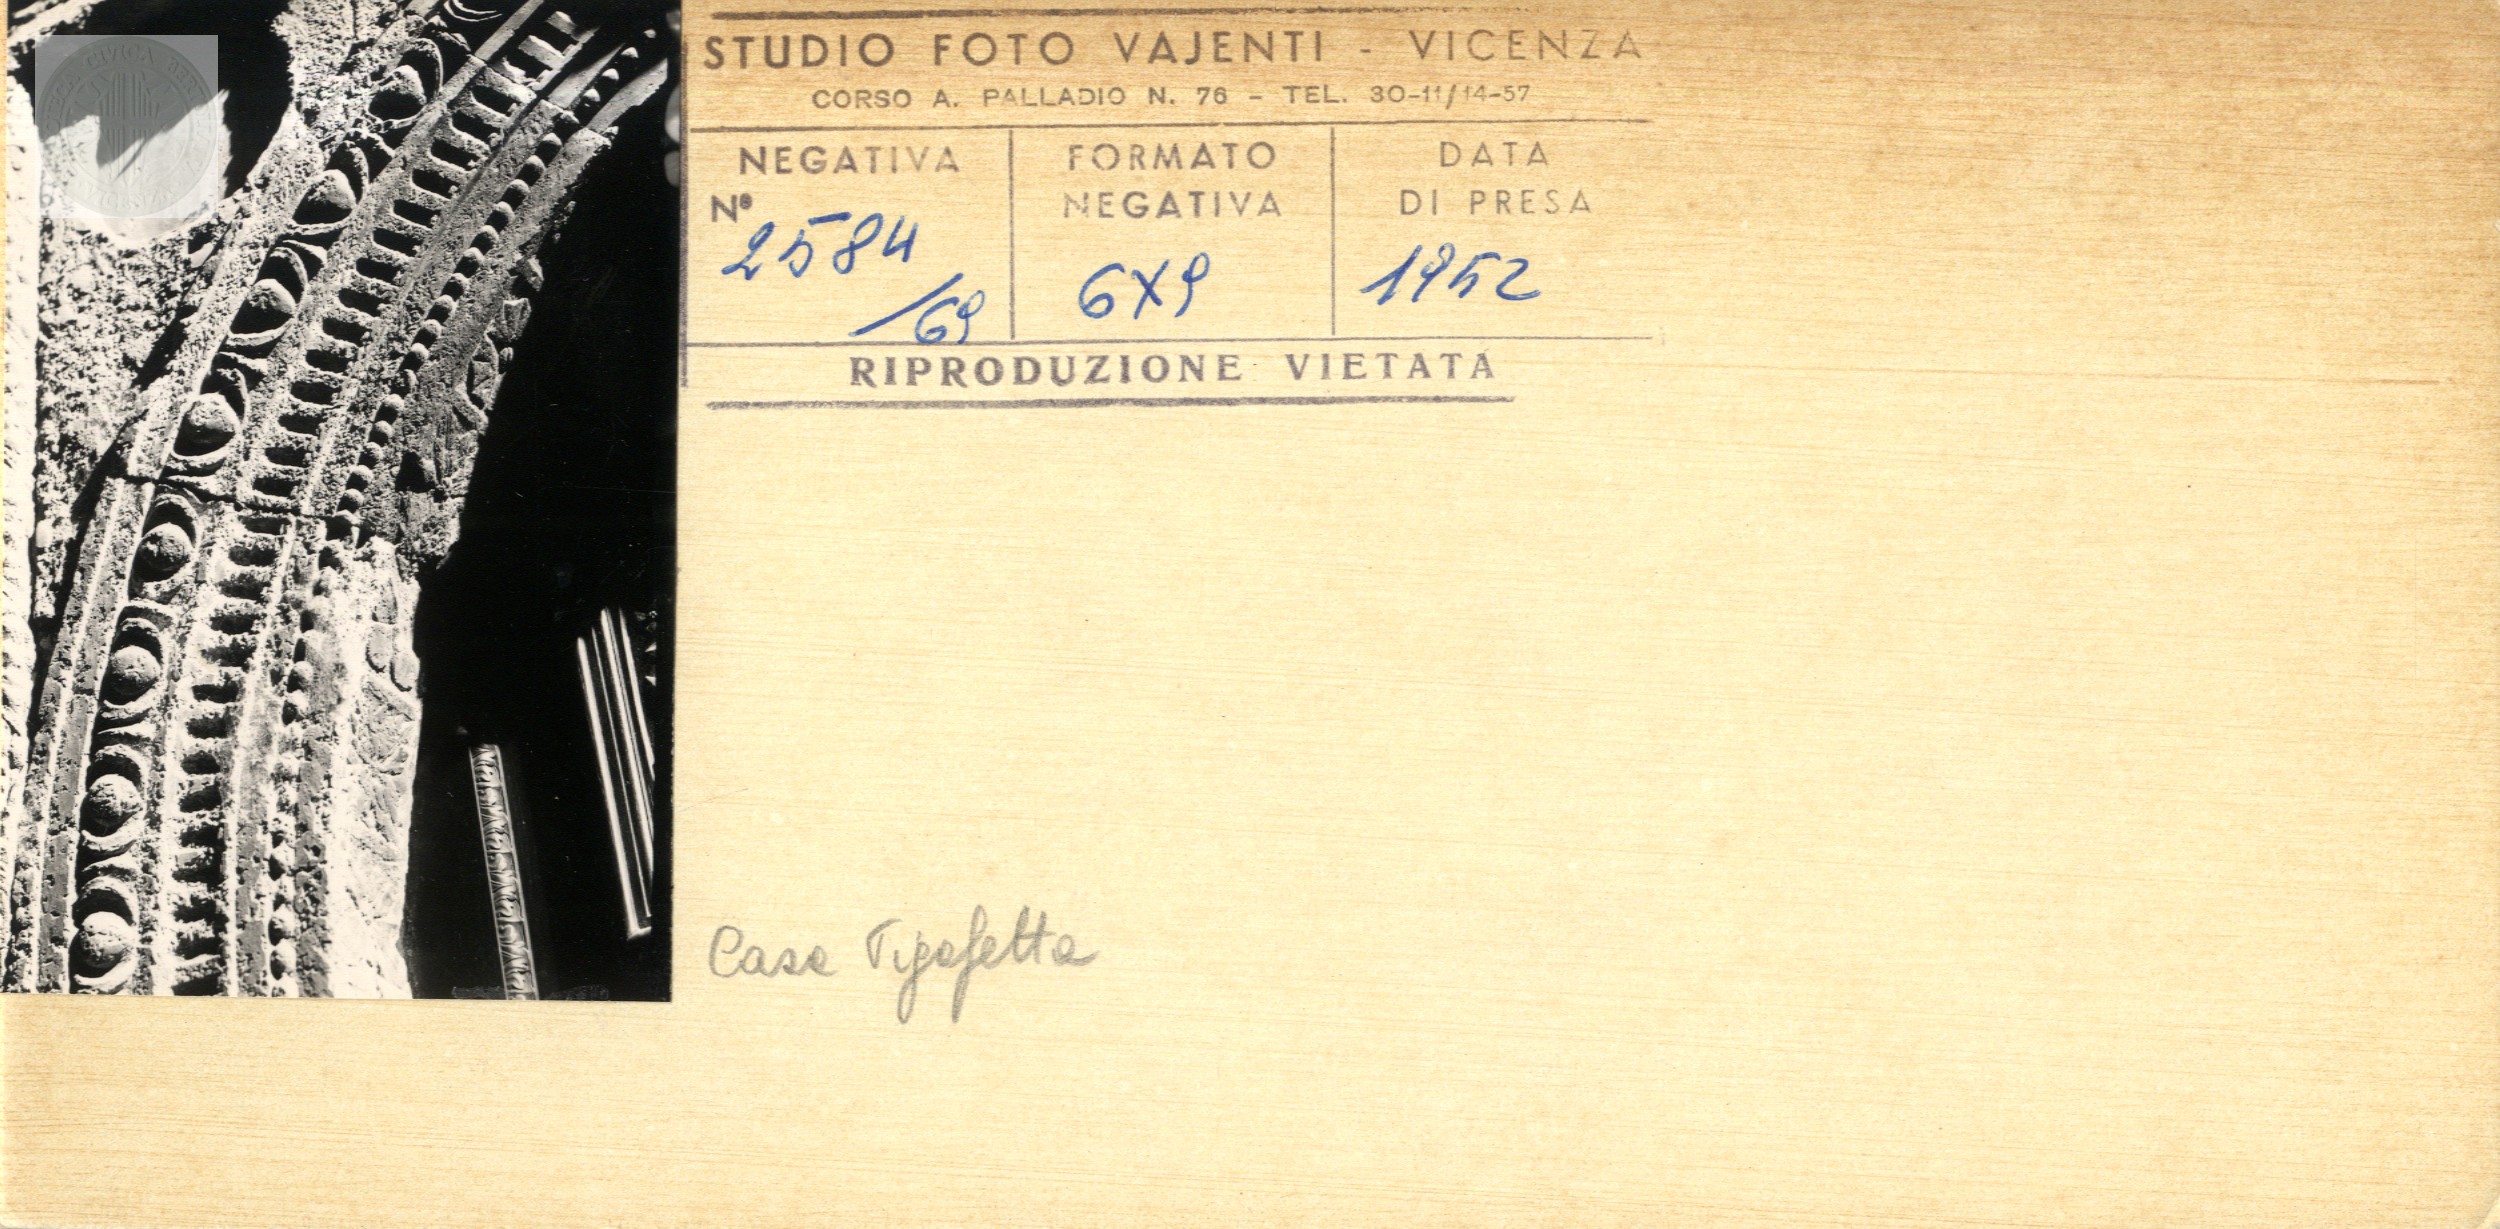 STUDIO FOTO VAJENTI - VICENZA
CORSO A. PALLADIO N. 76 - TEL. 30-11/14-57
NEGATIVA
Nº
2584
/69
FORMATO
NEGATIVA
6X9
DATA
DI PRESA
1952
RIPRODUZIONE VIETATA
Casa Pigafetta